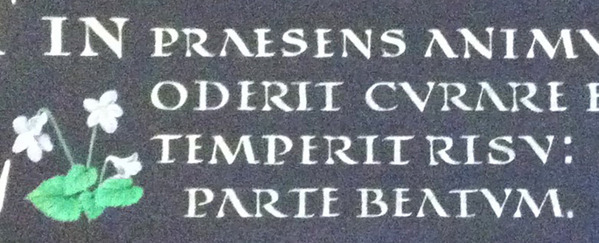 IN PRAESENS ANIMV
ODERIT CVRARE E
TEMPERIT RISV:
PARTE BEATVM.